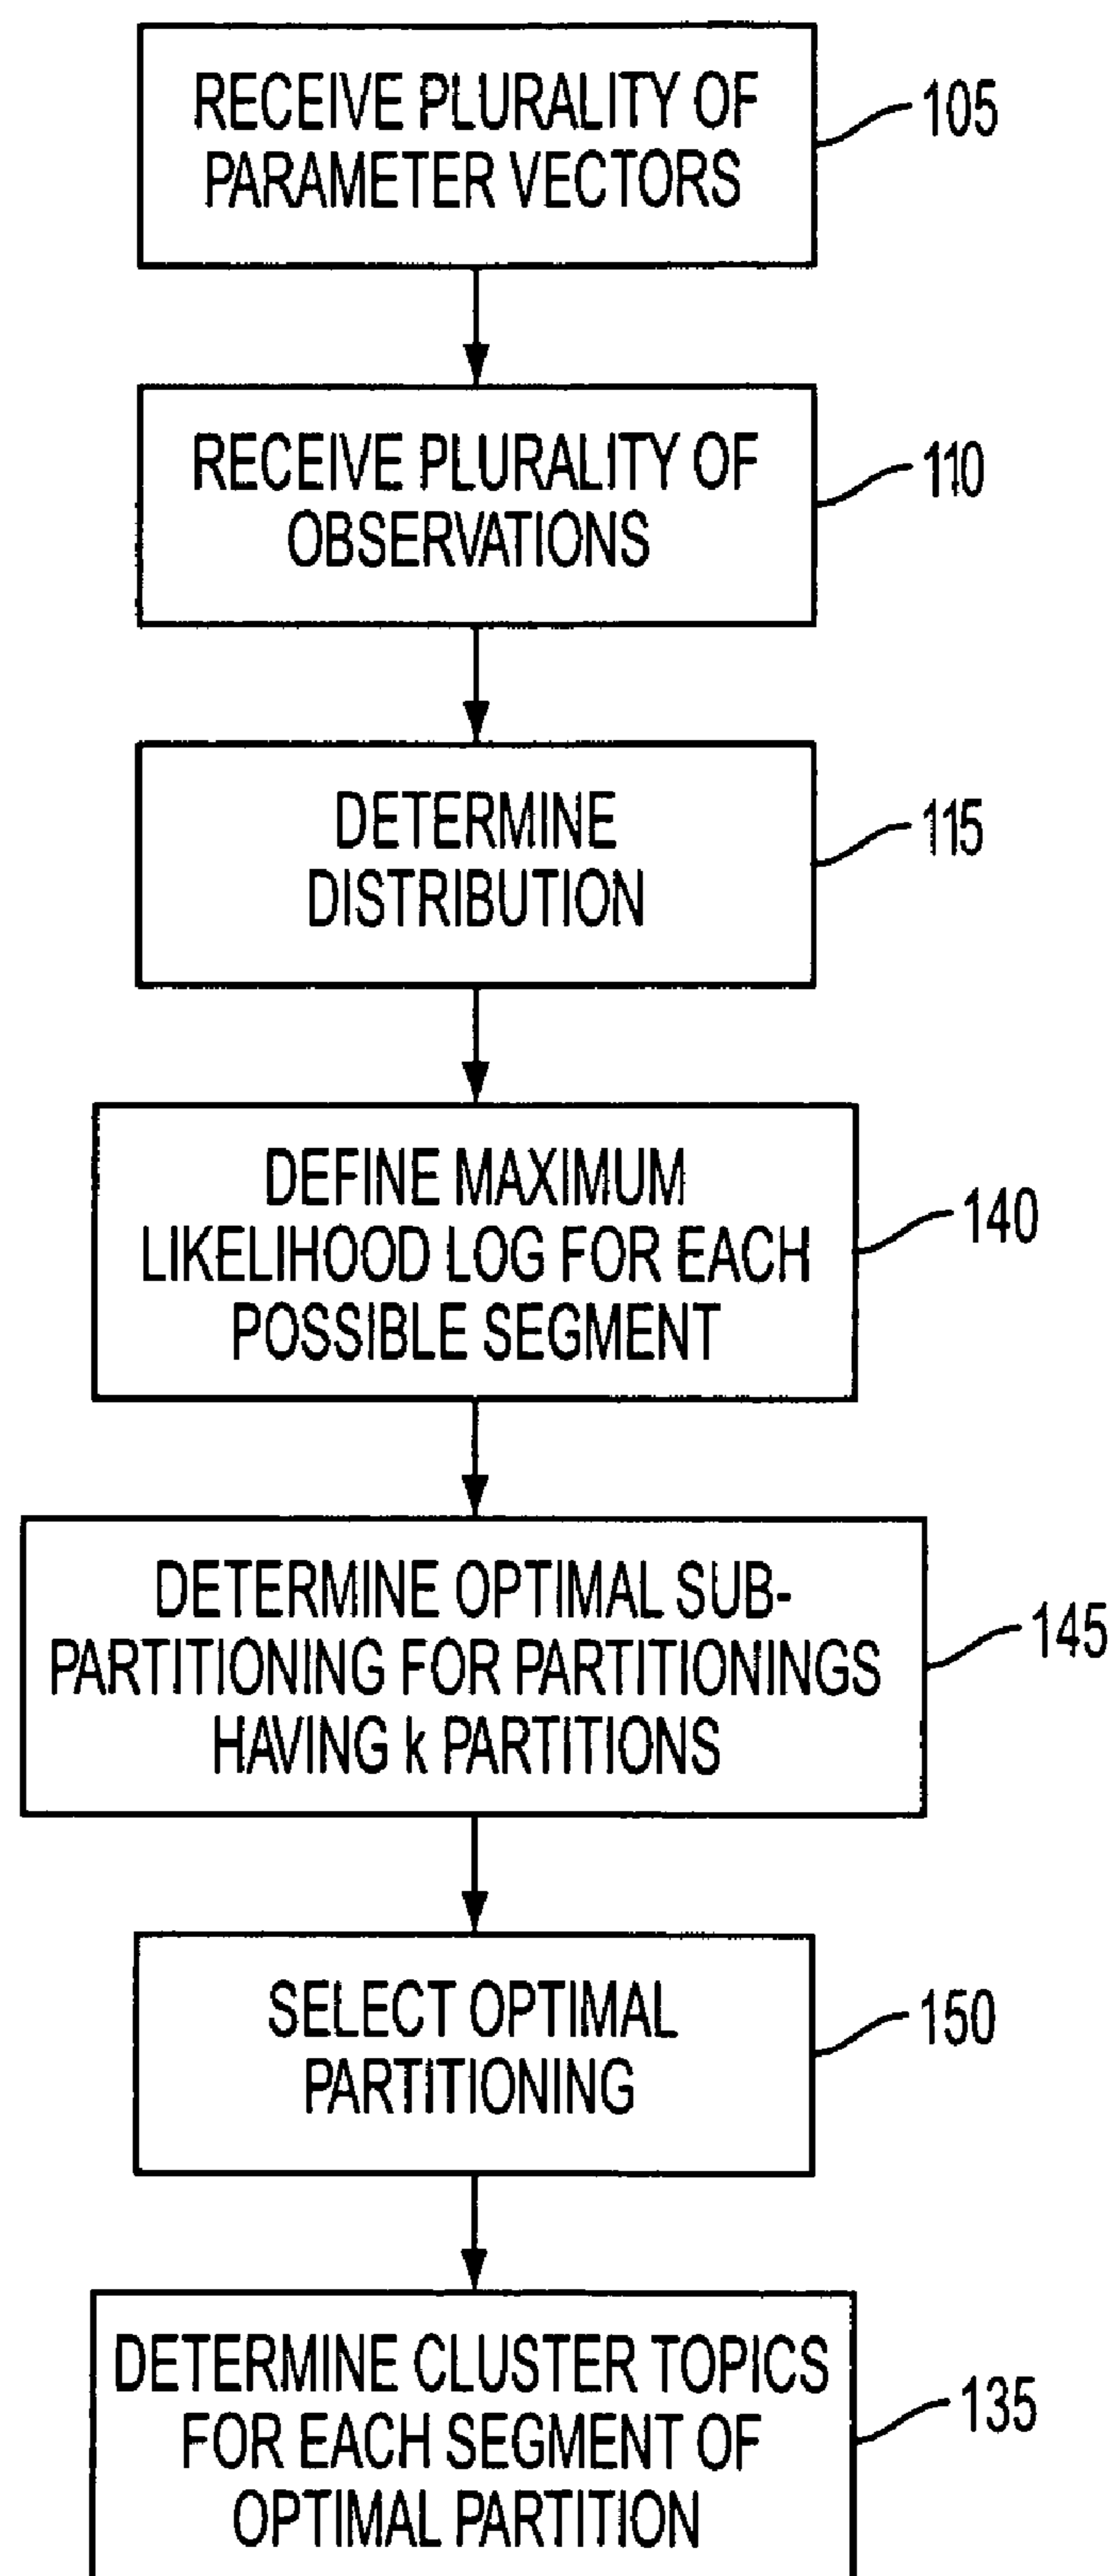 RECEIVE PLURALITY OF
PARAMETER VECTORS
105
RECEIVE PLURALITY OF
OBSERVATIONS
110
DETERMINE
DISTRIBUTION
115
DEFINE MAXIMUM
LIKELIHOOD LOG FOR EACH
POSSIBLE SEGMENT
140
DETERMINE OPTIMAL SUB-
PARTITIONING FOR PARTITIONINGS
HAVING k PARTITIONS
145
SELECT OPTIMAL
PARTITIONING
150
DETERMINE CLUSTER TOPICS
FOR EACH SEGMENT OF
OPTIMAL PARTITION
135